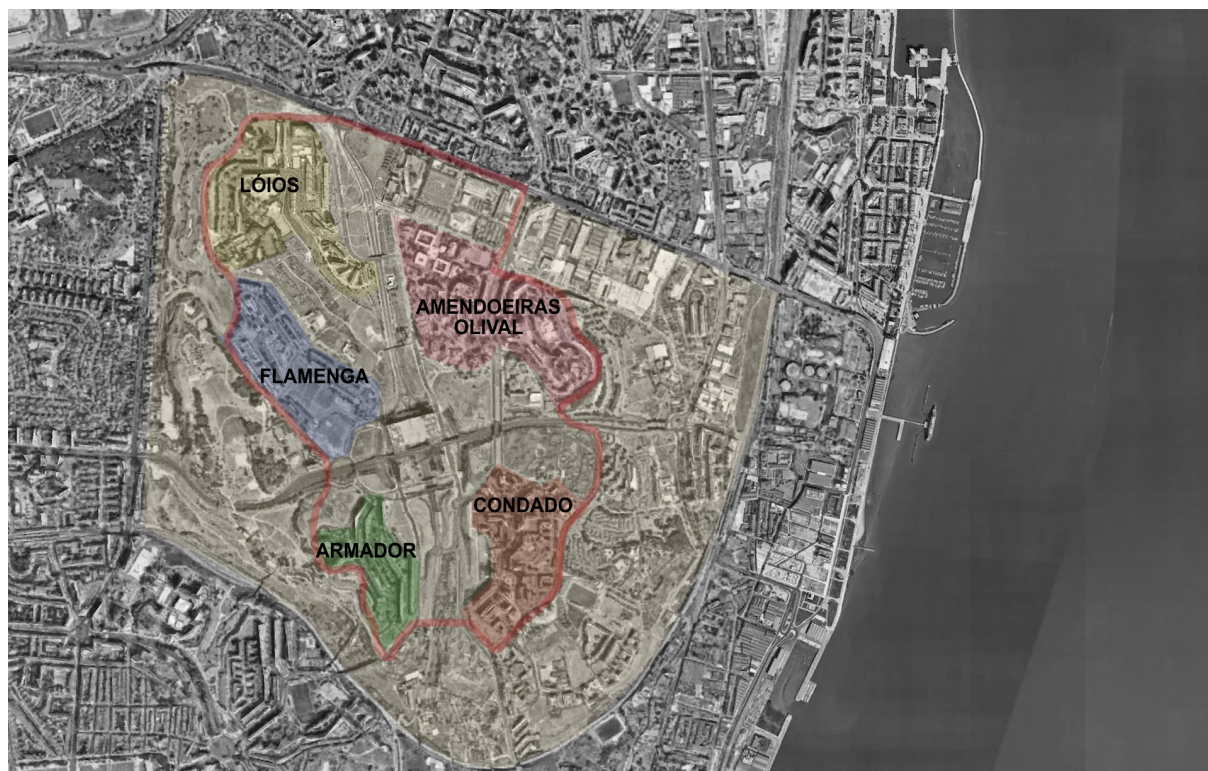 LÓIOS
AMENDOEIRAS
OLIVAL
FLAMENGA
CONDADO
ARMADOR